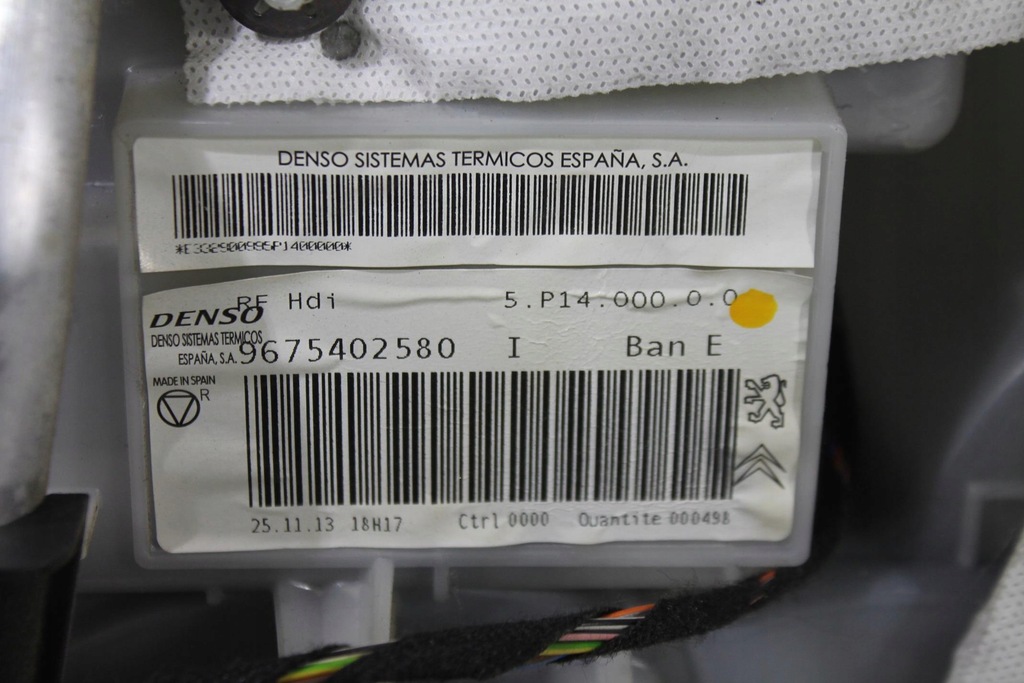 DENSO SISTEMAS TERMICOS ESPAÑA, S.A.
*E332900995P1400000*
RF Hdi 5.P14.000.0.0
DENSO
DENSO SISTEMAS TERMICOS
ESPAÑA, S.A. 9675402580 I Ban E
MADE IN SPAIN
R
25.11.13 18H17 Ctrl 0000 Quantite 000498